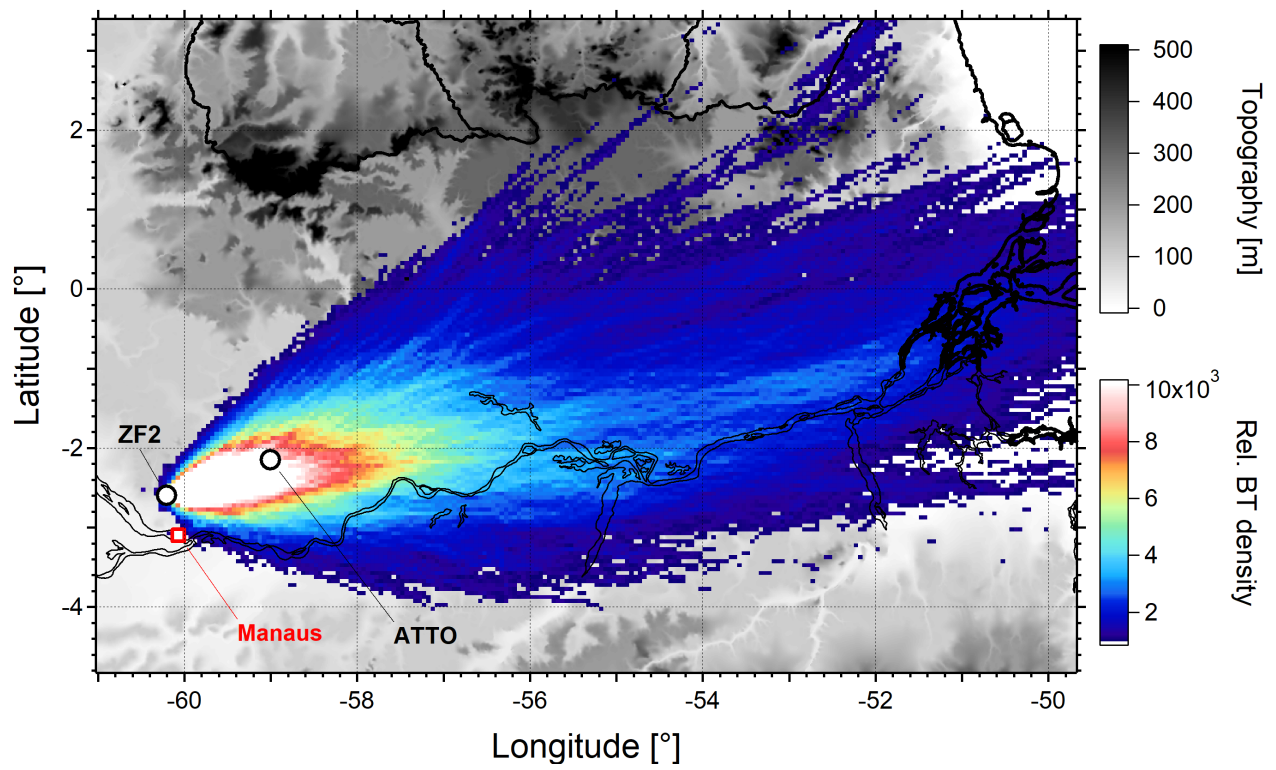 2
0
-2
-4
Latitude [°]
-60
-58
-56
-54
-52
-50
Longitude [°]
ZF2
Manaus
ATTO
500
400
300
200
100
0
Topography [m]
10x10³
8
6
4
2
Rel. BT density